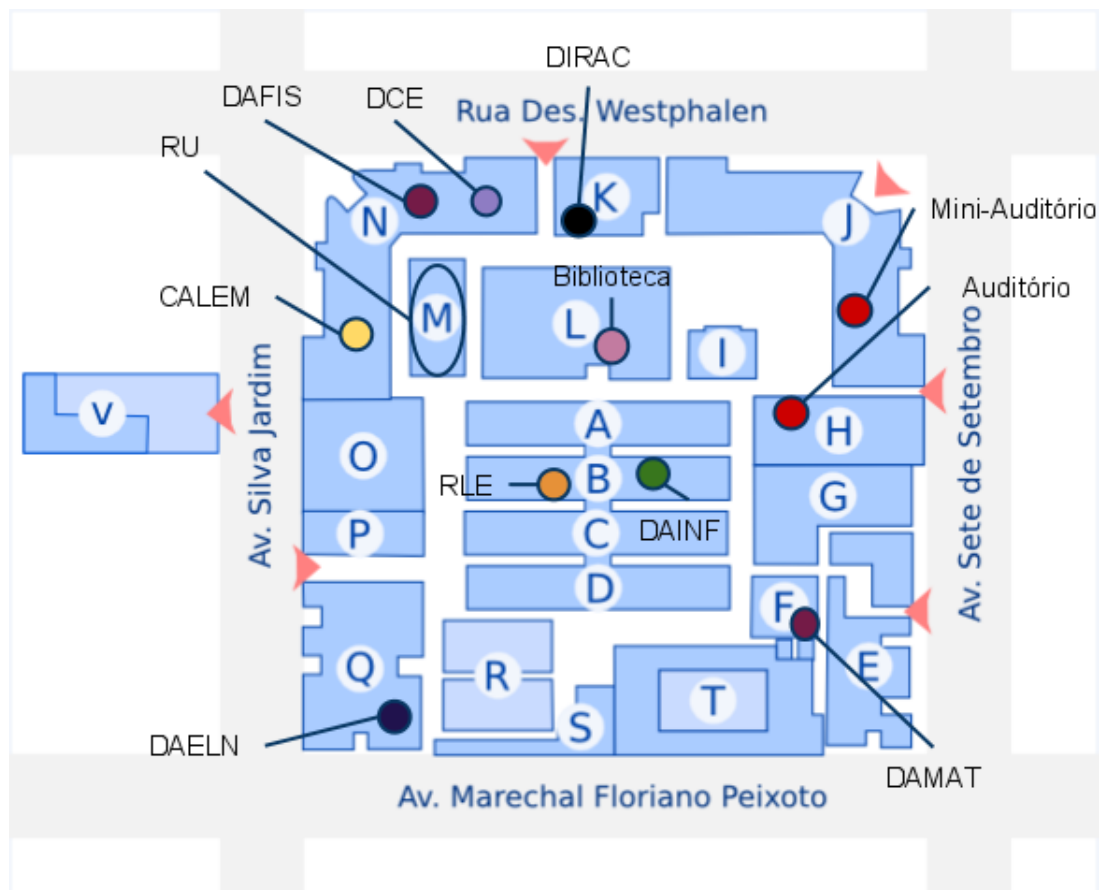 DIRAC
DAFIS
DCE
Rua Des. Westphalen
RU
K
N
J
Mini-Auditório
Biblioteca
CALEM
Auditório
M
L
I
V
Av. Silva Jardim
A
H
Av. Sete de Setembro
O
B
RLE
G
P
C
DAINF
D
F
Q
R
E
T
S
DAELN
DAMAT
Av. Marechal Floriano Peixoto